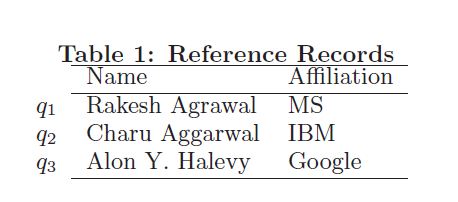 Table 1: Reference Records
Name Affiliation
q1 Rakesh Agrawal MS
q2 Charu Aggarwal IBM
q3 Alon Y. Halevy Google